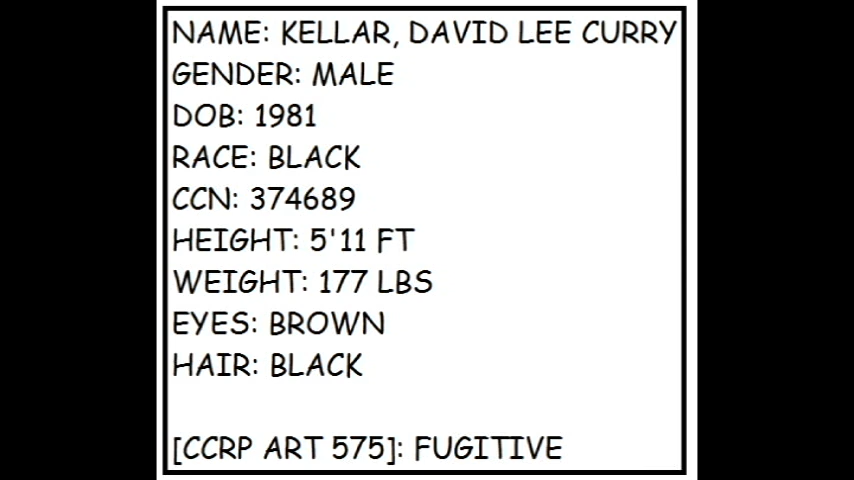 NAME: KELLAR, DAVID LEE CURRY
GENDER: MALE
DOB: 1981
RACE: BLACK
CCN: 374689
HEIGHT: 5'11 FT
WEIGHT: 177 LBS
EYES: BROWN
HAIR: BLACK
[CCRP ART 575]: FUGITIVE